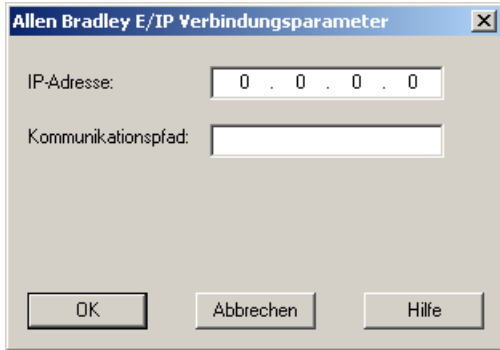 Allen Bradley E/IP Verbindungsparameter
IP-Adresse: 0 . 0 . 0 . 0
Kommunikationspfad:
OK Abbrechen Hilfe